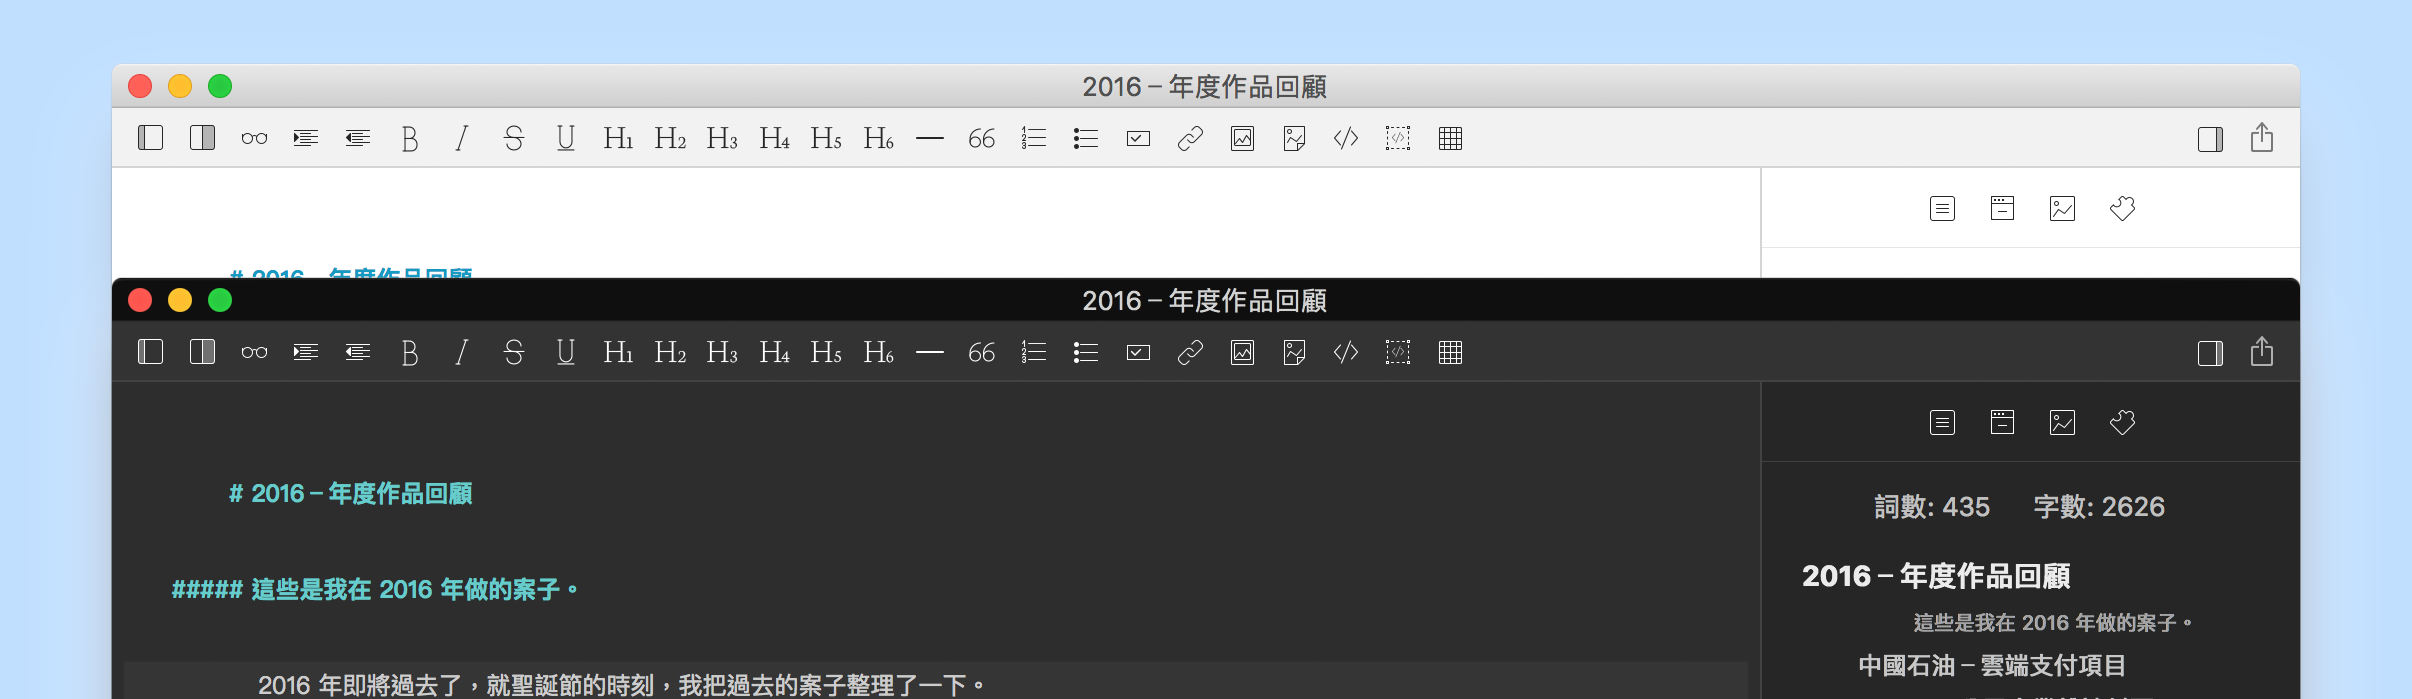 2016 – 年度作品回顧
B I S U H1 H2 H3 H4 H5 H6 — 66
# 2016 – 年度作品回顧
2016 – 年度作品回顧
B I S U H1 H2 H3 H4 H5 H6 — 66
# 2016 – 年度作品回顧
##### 這些是我在 2016 年做的案子。
2016 年即將過去了，就聖誕節的時刻，我把過去的案子整理了一下。
詞數: 435 字數: 2626
2016 – 年度作品回顧
這些是我在 2016 年做的案子。
中國石油 – 雲端支付項目